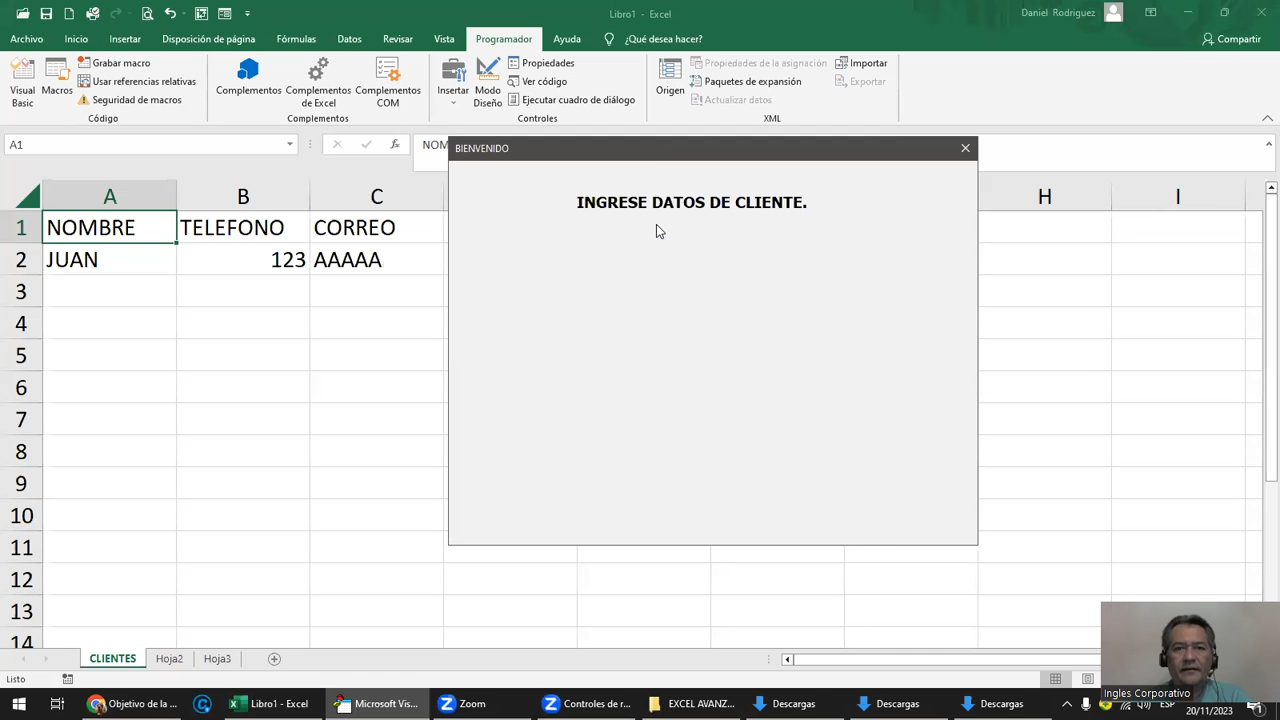 Libro1 - Excel
Daniel Rodriguez
Archivo Inicio Insertar Disposición de página Fórmulas Datos Revisar Vista Programador Ayuda ¿Qué desea hacer? Compartir
Visual Basic
Macros
Grabar macro
Usar referencias relativas
Seguridad de macros
Código
Complementos
Complementos de Excel
Complementos COM
Complementos
Insertar
Modo Diseño
Propiedades
Ver código
Ejecutar cuadro de diálogo
Controles
Origen
Propiedades de la asignación
Paquetes de expansión
Actualizar datos
Importar
Exportar
XML
A1
fx
NOM
BIENVENIDO
INGRESE DATOS DE CLIENTE.
A B C H I
1 NOMBRE TELEFONO CORREO
2 JUAN 123 AAAAA
3
4
5
6
7
8
9
10
11
12
13
14
CLIENTES Hoja2 Hoja3
Listo
Ingles Corporativo
Objetivo de la ...
Libro1 - Excel
Microsoft Vis...
Zoom
Controles de r...
EXCEL AVANZ...
Descargas
Descargas
Descargas
ESP
20/11/2023